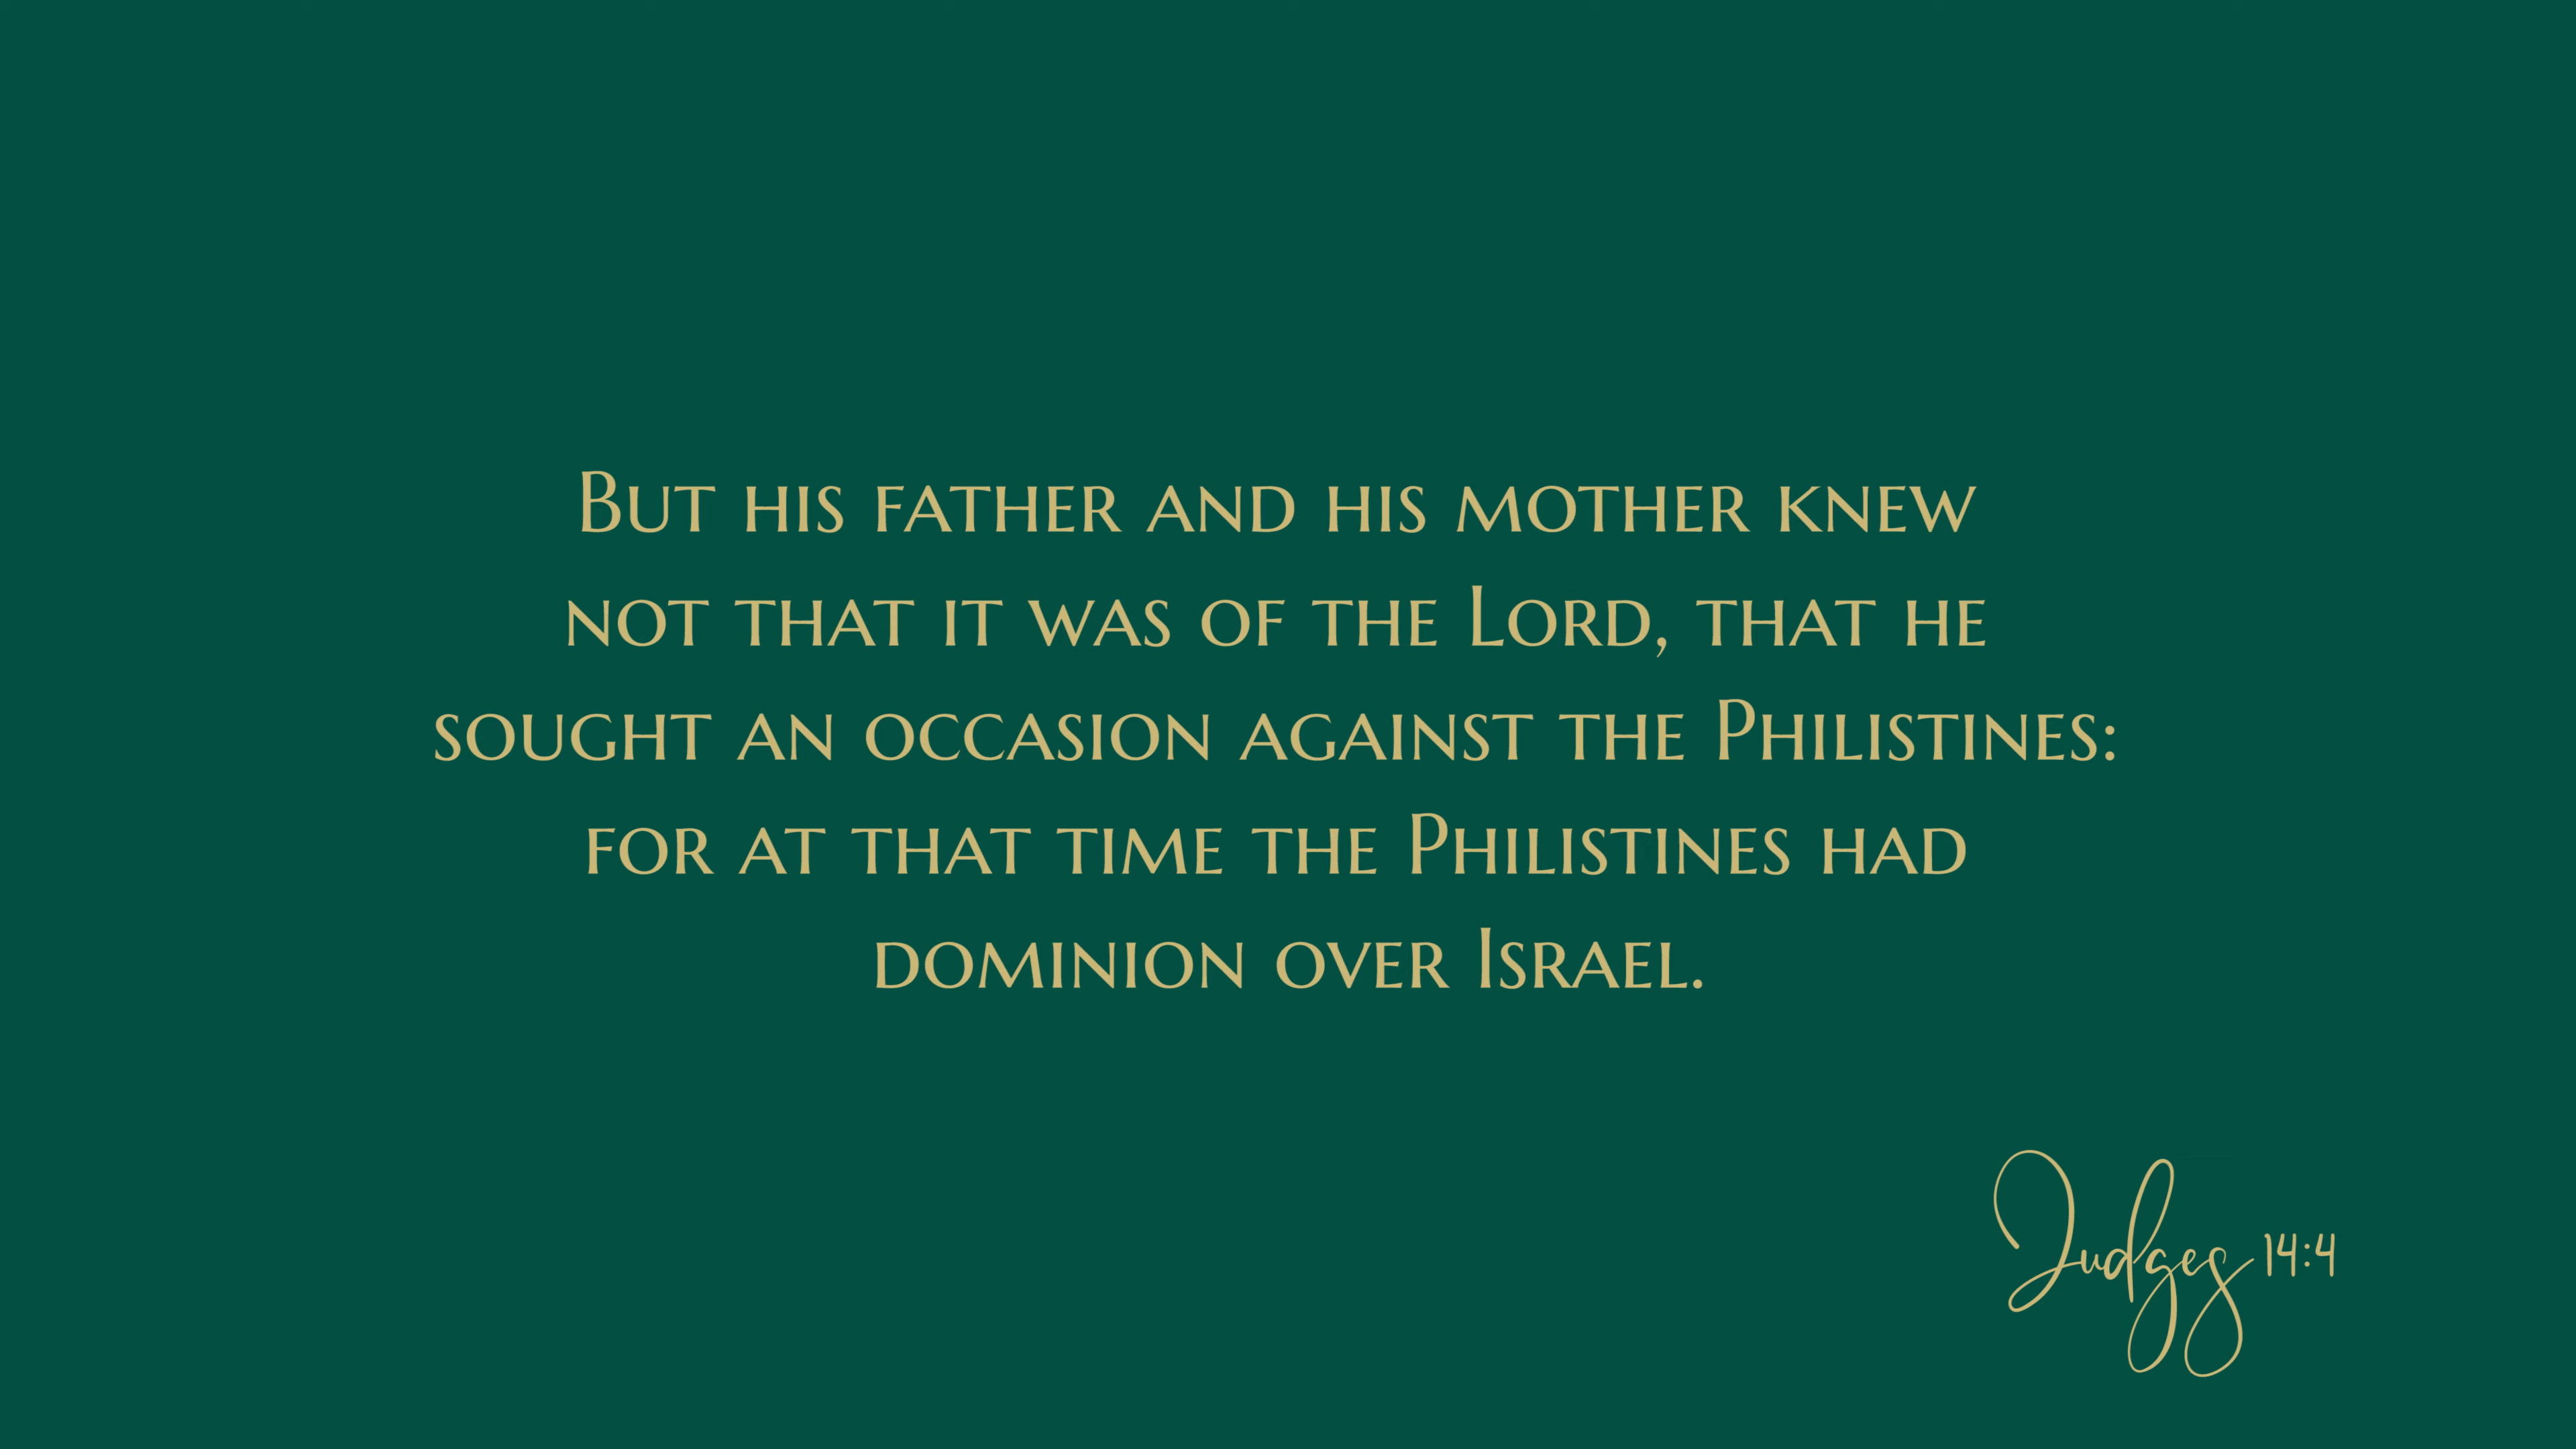 But his father and his mother knew
not that it was of the Lord, that he
sought an occasion against the Philistines:
for at that time the Philistines had
dominion over Israel.
Judges 14:4